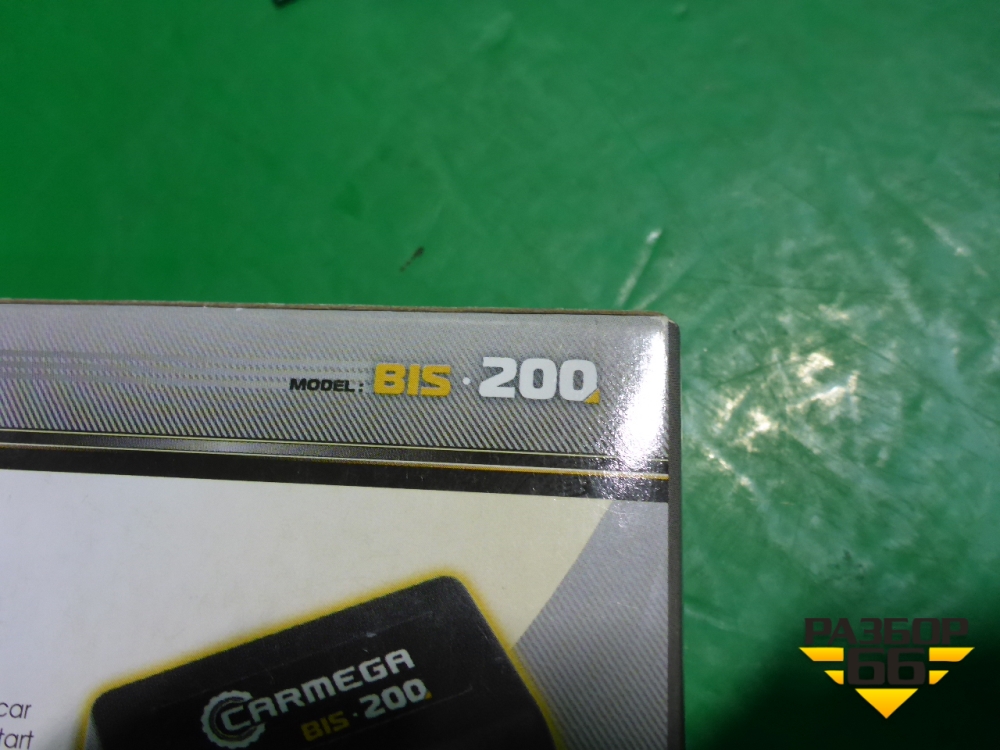 MODEL: BIS·200
CARMEGA
BIS·200
car
tart
РАЗБОР
66